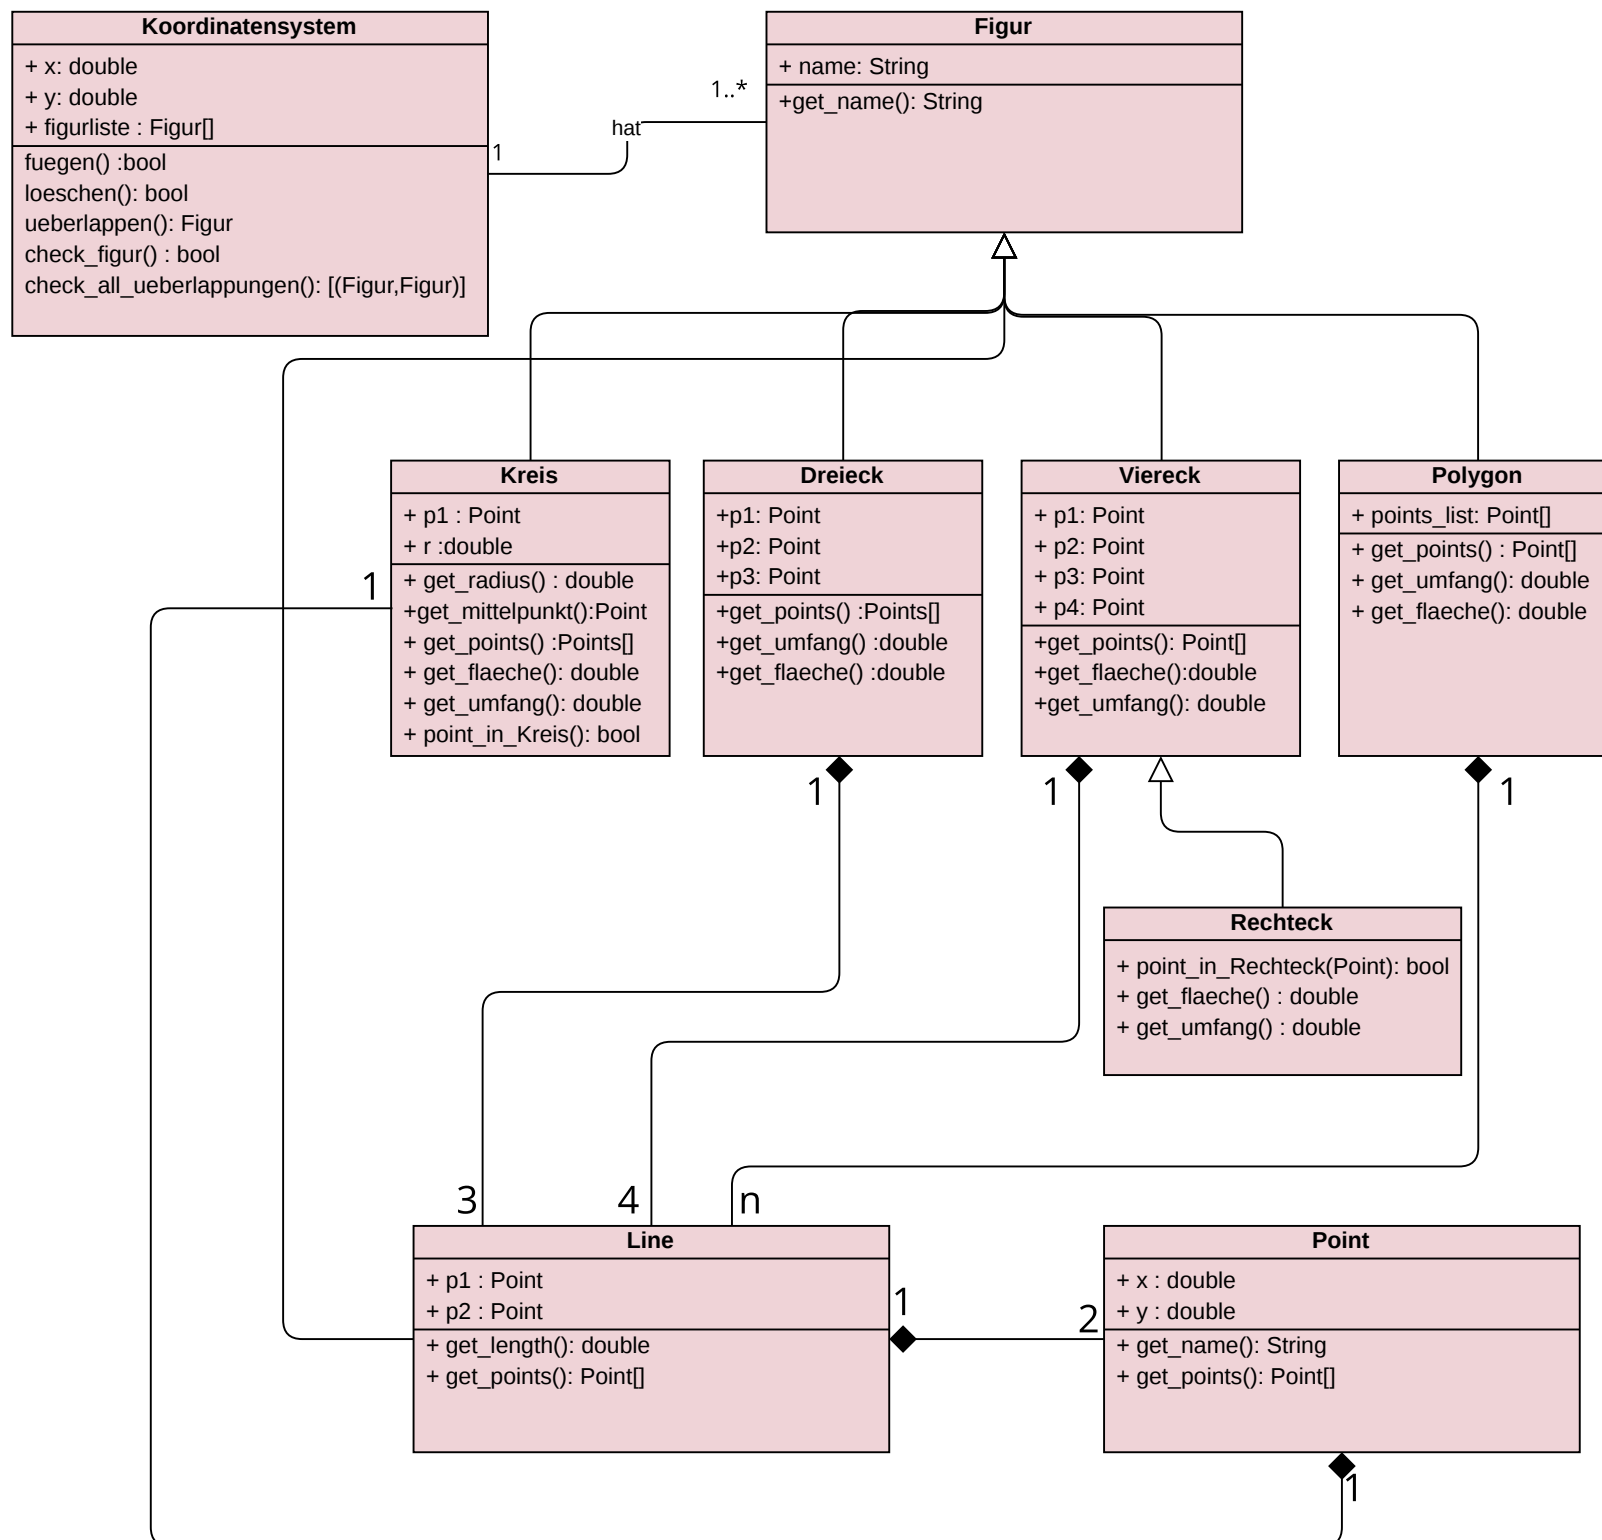 Koordinatensystem
+ x: double
+ y: double
+ figurliste : Figur[]
fuegen() :bool
loeschen(): bool
ueberlappen(): Figur
check_figur() : bool
check_all_ueberlappungen(): [(Figur,Figur)]
1
hat
1..*
Figur
+ name: String
+get_name(): String
Kreis
+ p1 : Point
+ r :double
+ get_radius() : double
+get_mittelpunkt():Point
+ get_points() :Points[]
+ get_flaeche(): double
+ get_umfang(): double
+ point_in_Kreis(): bool
1
Dreieck
+p1: Point
+p2: Point
+p3: Point
+get_points() :Points[]
+get_umfang() :double
+get_flaeche() :double
1
Viereck
+ p1: Point
+ p2: Point
+ p3: Point
+ p4: Point
+get_points(): Point[]
+get_flaeche():double
+get_umfang(): double
1
Polygon
+ points_list: Point[]
+ get_points() : Point[]
+ get_umfang(): double
+ get_flaeche(): double
1
Rechteck
+ point_in_Rechteck(Point): bool
+ get_flaeche() : double
+ get_umfang() : double
3
4
n
Line
+ p1 : Point
+ p2 : Point
+ get_length(): double
+ get_points(): Point[]
1
2
Point
+ x : double
+ y : double
+ get_name(): String
+ get_points(): Point[]
1